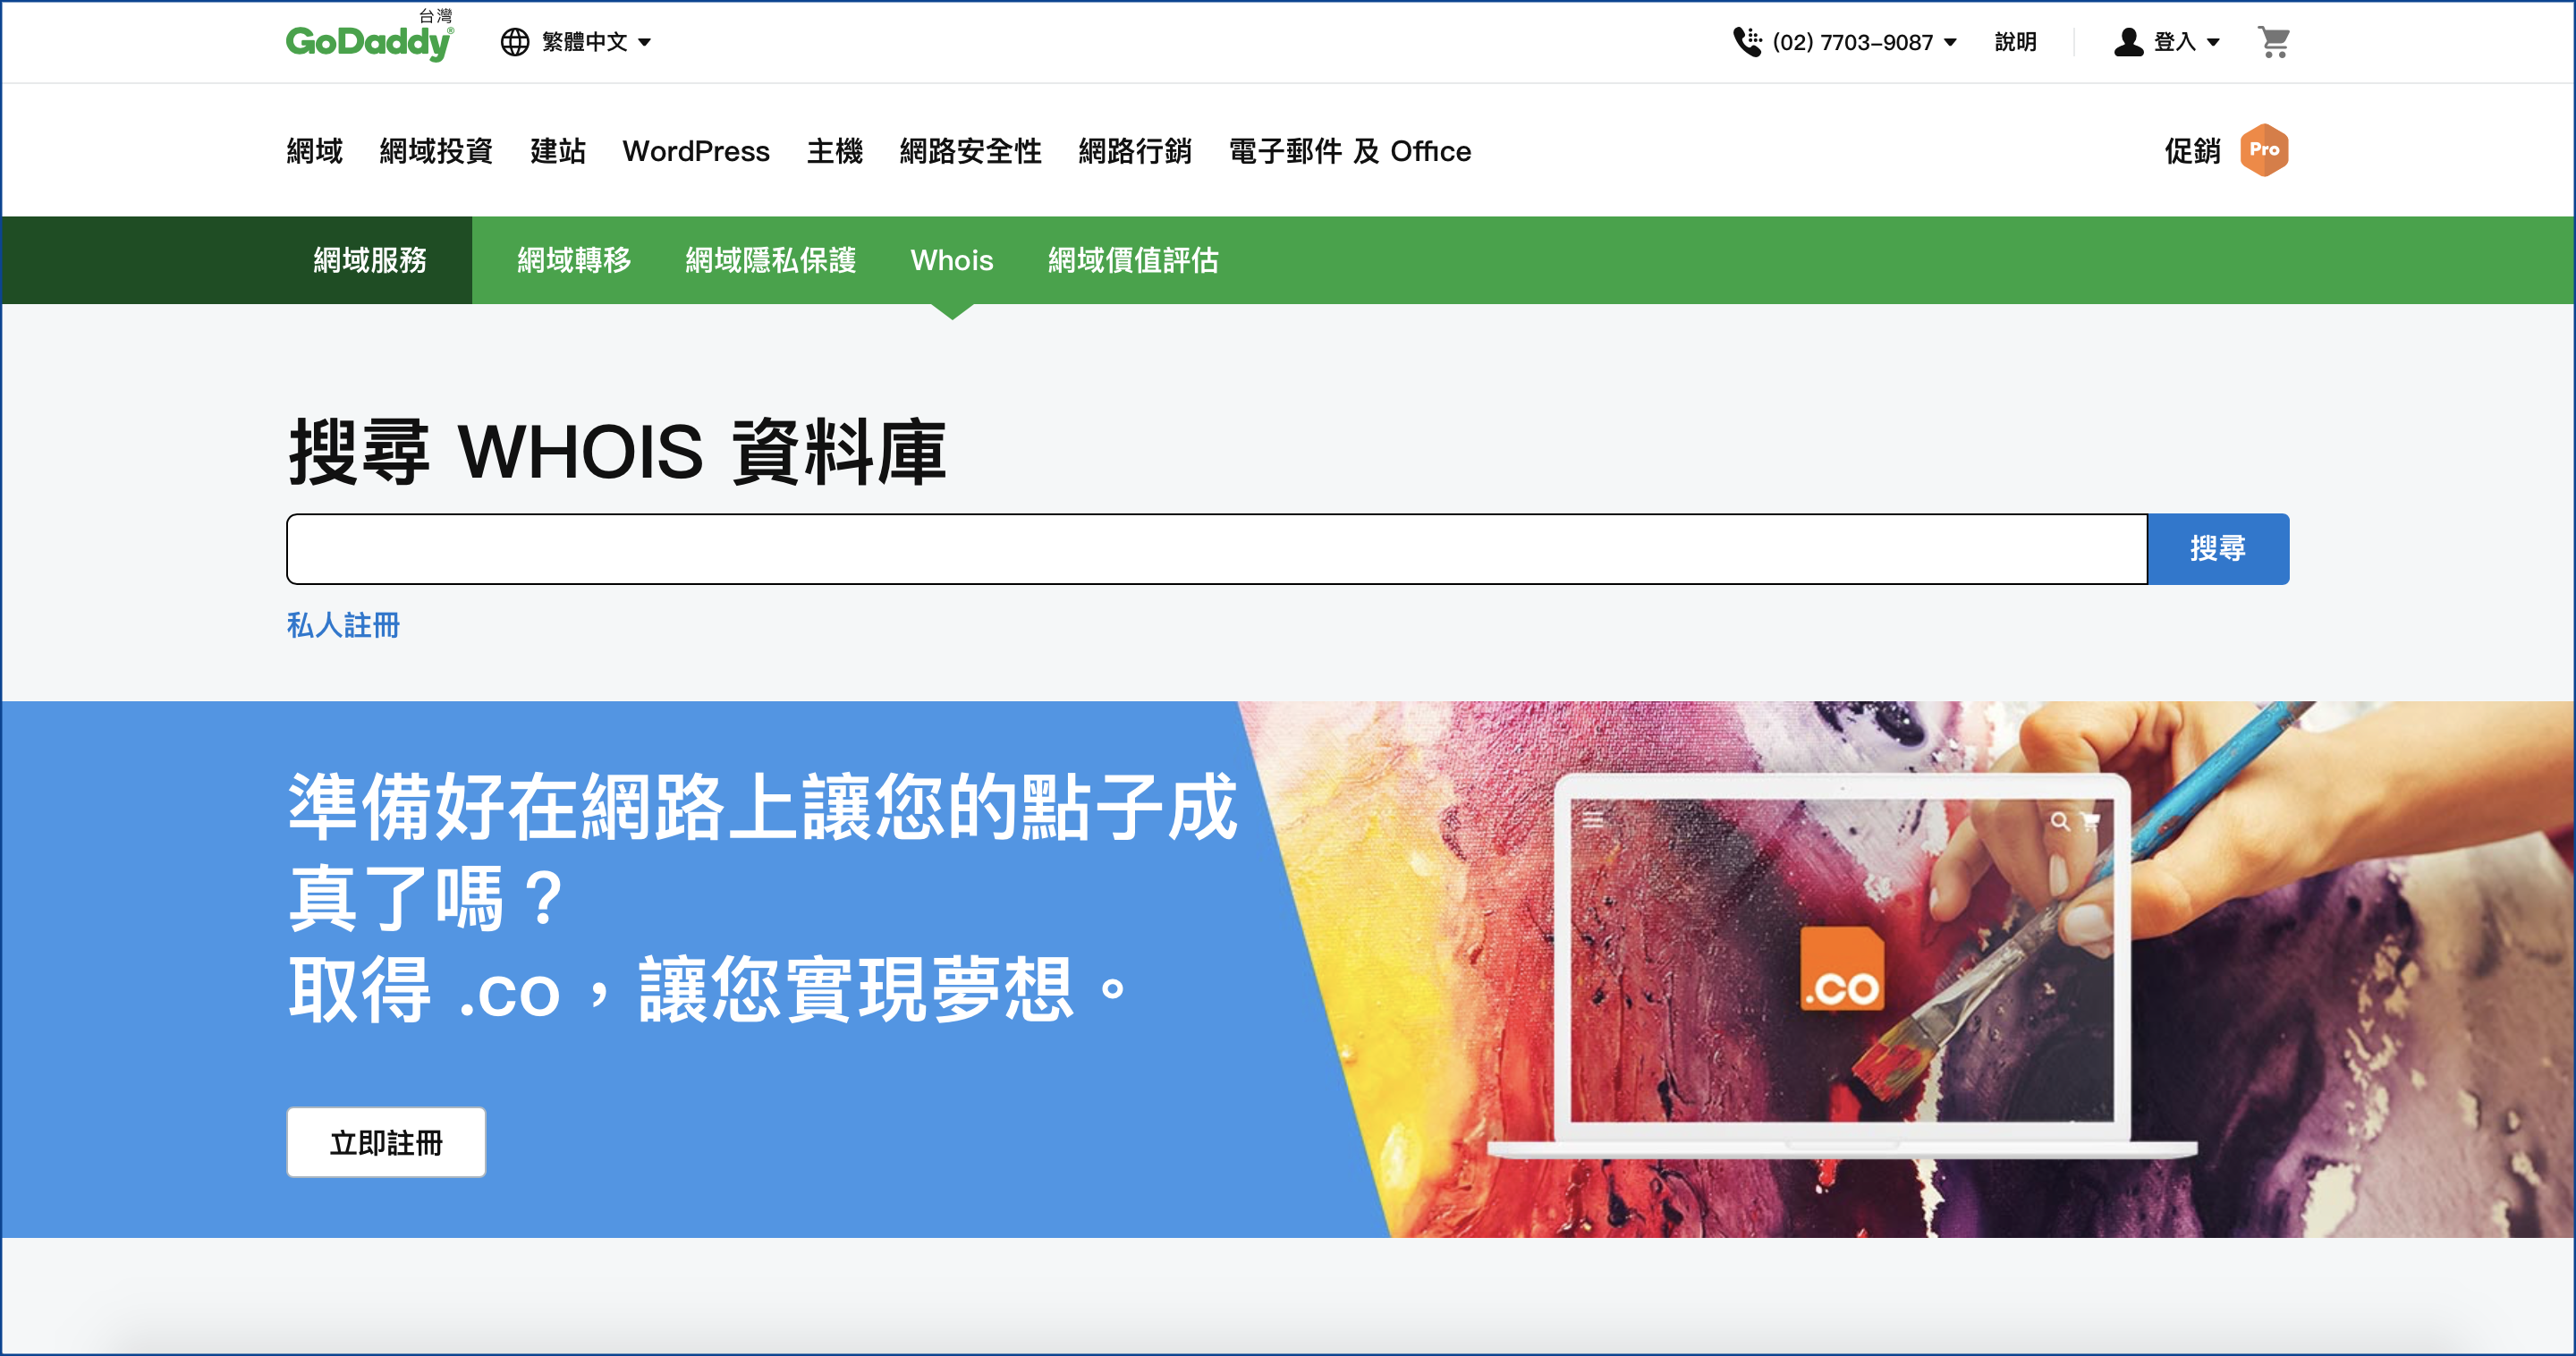 台灣
GoDaddy®
繁體中文
(02) 7703-9087
說明
登入
網域 網域投資 建站 WordPress 主機 網路安全性 網路行銷 電子郵件 及 Office
促銷 Pro
網域服務 網域轉移 網域隱私保護 Whois 網域價值評估
搜尋 WHOIS 資料庫
搜尋
私人註冊
準備好在網路上讓您的點子成
真了嗎？
取得 .co，讓您實現夢想。
.co
立即註冊